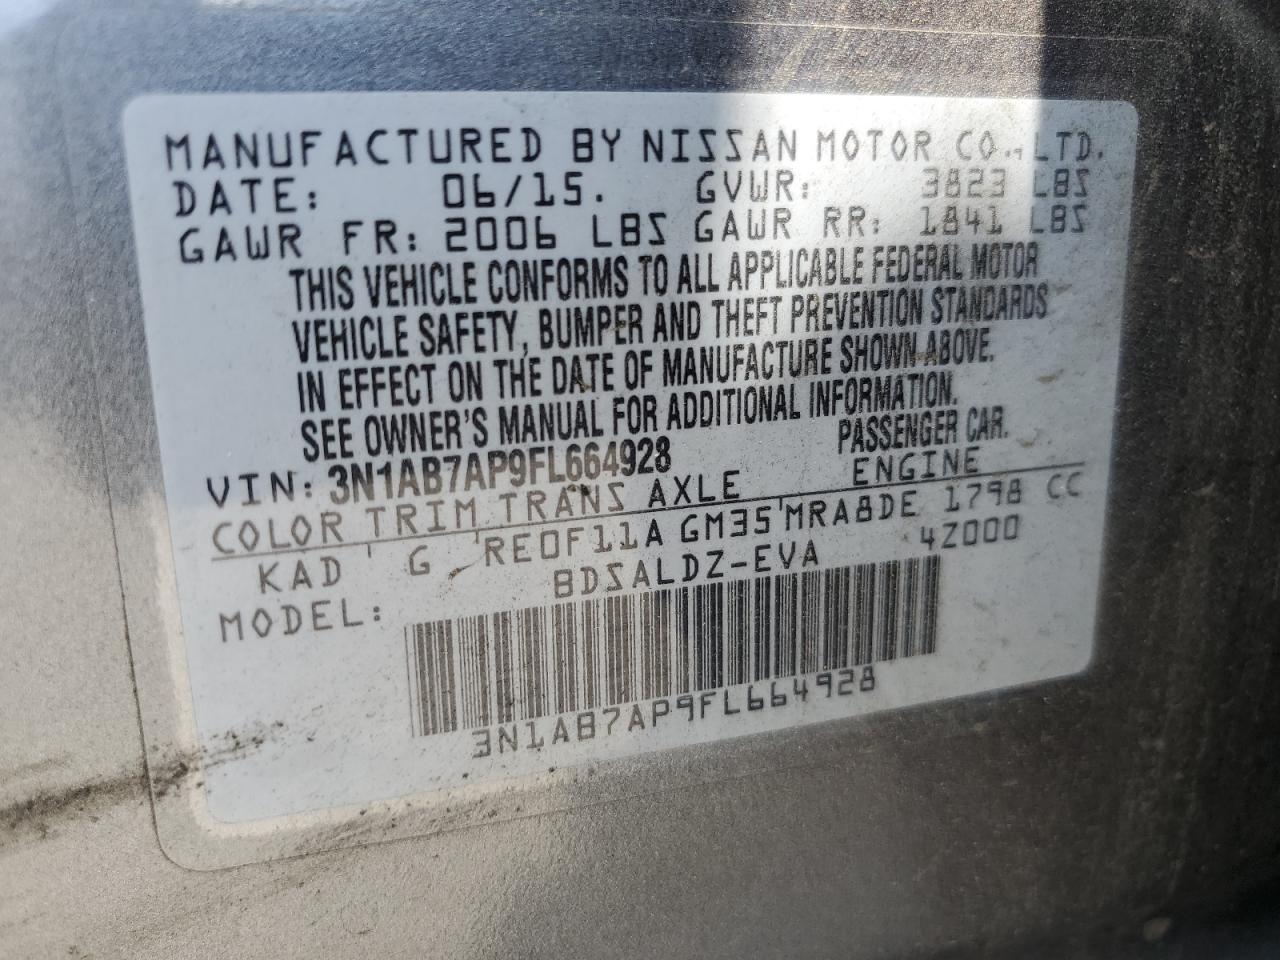 MANUFACTURED BY NISSAN MOTOR CO., LTD.
DATE: 06/15. GVWR: 3823 LBS
GAWR FR: 2006 LBS GAWR RR: 1841 LBS
THIS VEHICLE CONFORMS TO ALL APPLICABLE FEDERAL MOTOR
VEHICLE SAFETY, BUMPER AND THEFT PREVENTION STANDARDS
IN EFFECT ON THE DATE OF MANUFACTURE SHOWN ABOVE.
SEE OWNER'S MANUAL FOR ADDITIONAL INFORMATION.
VIN: 3N1AB7AP9FL664928 PASSENGER CAR.
COLOR TRIM TRANS AXLE ENGINE
KAD G RE0F11A GM35 MRA8DE 1798 CC
MODEL: BDSALDZ-EVA 4Z000
3N1AB7AP9FL664928